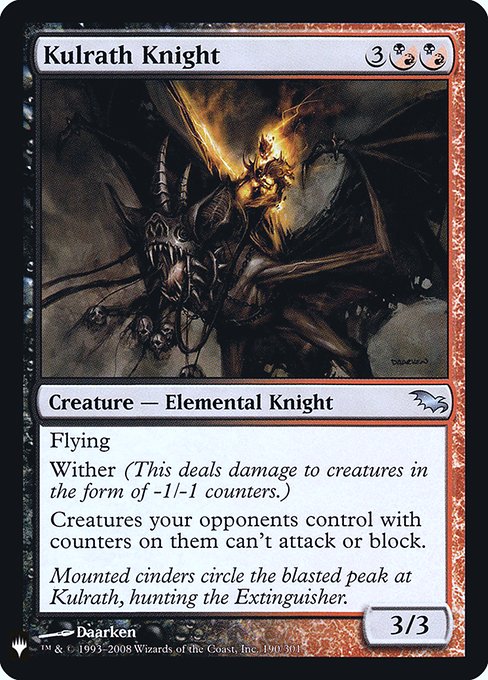 Kulrath Knight 3
DAARKEN
Creature — Elemental Knight
Flying
Wither (This deals damage to creatures in
the form of -1/-1 counters.)
Creatures your opponents control with
counters on them can't attack or block.
Mounted cinders circle the blasted peak at
Kulrath, hunting the Extinguisher.
Daarken
3/3
™ & © 1993–2008 Wizards of the Coast, Inc. 190/301